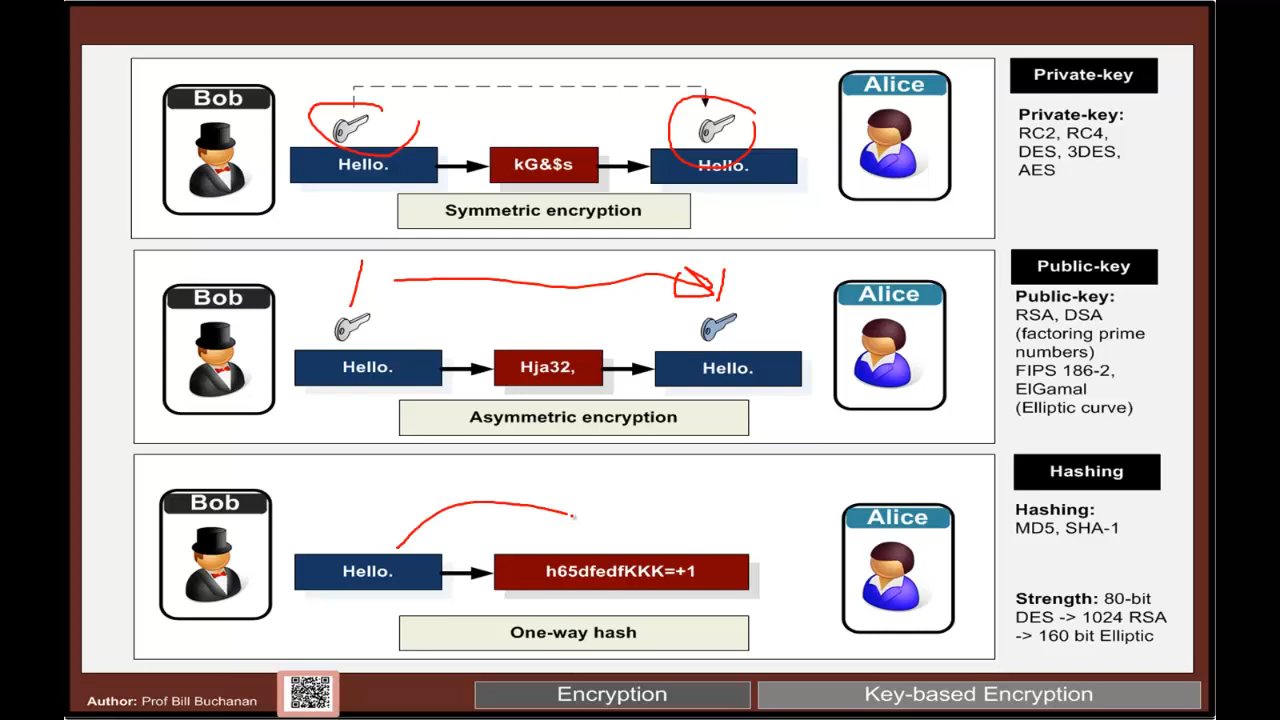 Bob
Alice
Hello.
kG&$s
Hello.
Symmetric encryption
Private-key
Private-key:
RC2, RC4,
DES, 3DES,
AES
Bob
Alice
Hello.
Hja32,
Hello.
Asymmetric encryption
Public-key
Public-key:
RSA, DSA
(factoring prime
numbers)
FIPS 186-2,
ElGamal
(Elliptic curve)
Bob
Alice
Hello.
h65dfedfKKK=+1
One-way hash
Hashing
Hashing:
MD5, SHA-1
Strength: 80-bit
DES -> 1024 RSA
-> 160 bit Elliptic
Author: Prof Bill Buchanan
Encryption
Key-based Encryption